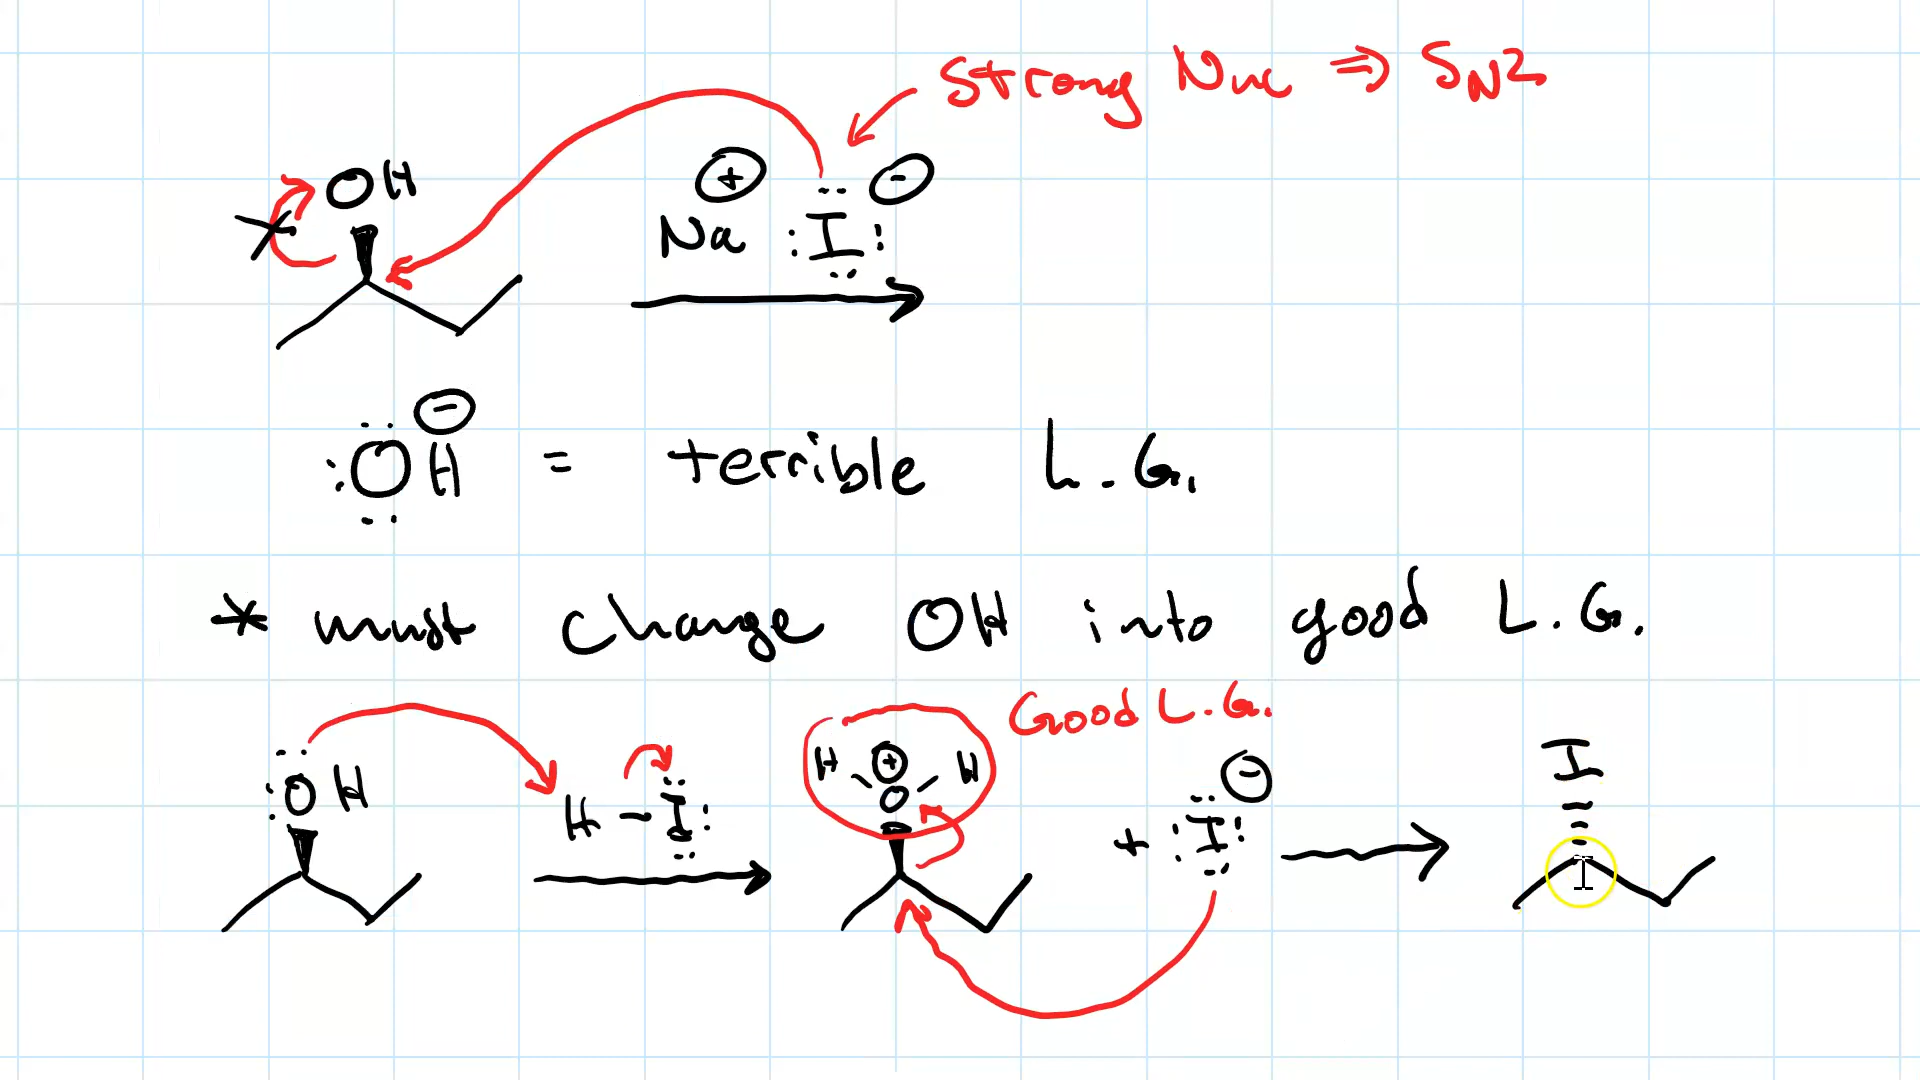 Strong Nuc ⇒ SN2
OH
⊕ ⊖
Na :I:
⊖
:OH = terrible L.G.
* must change OH into good L.G.
Good L.G.
I
H ⊕ H
⊖
:OH H-I: O + :I: